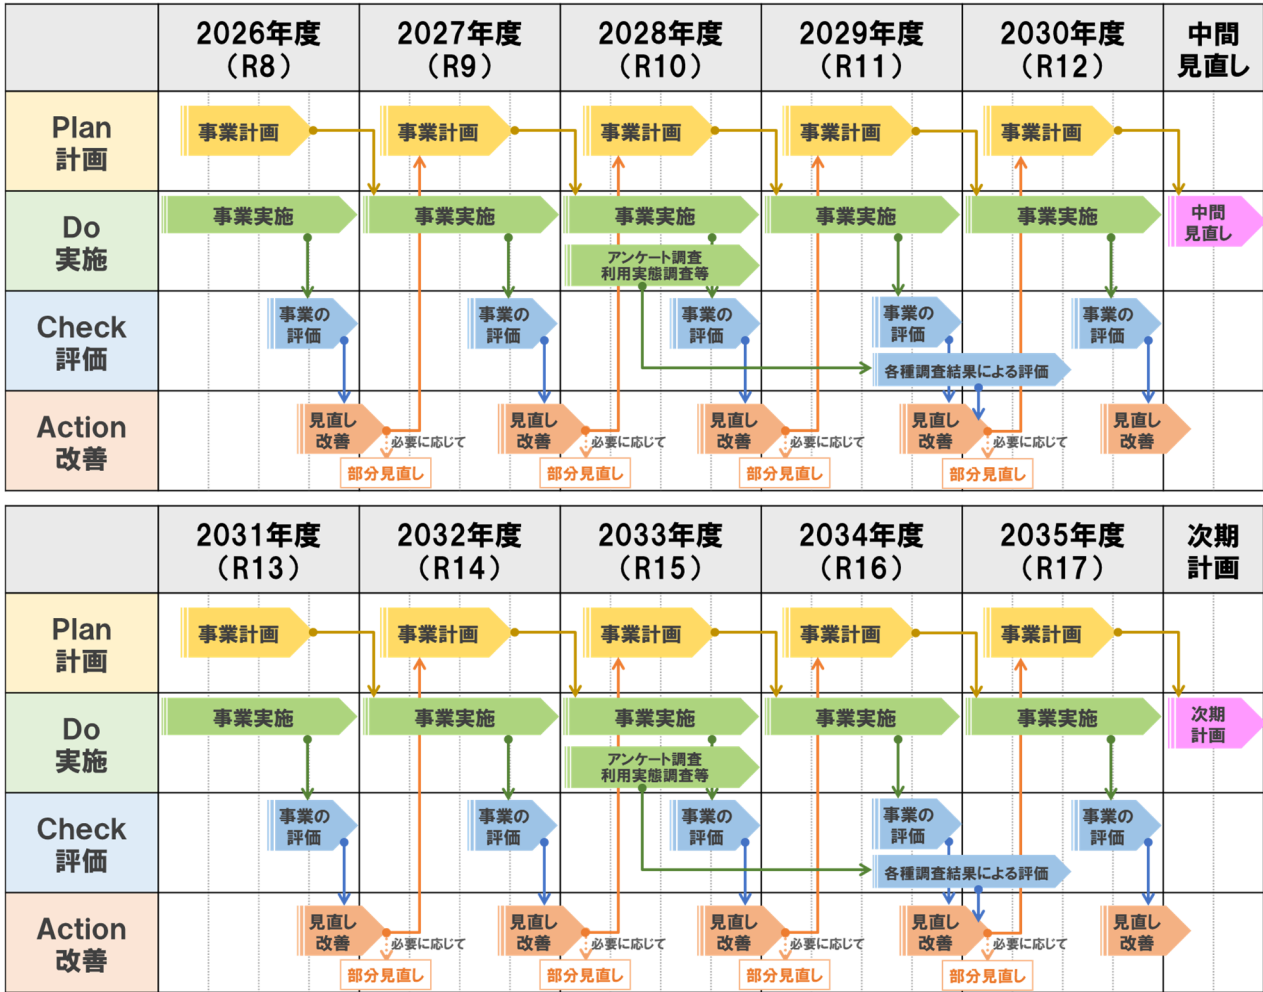 2026年度
（R8）
2027年度
（R9）
2028年度
（R10）
2029年度
（R11）
2030年度
（R12）
中間
見直し
Plan
計画
事業計画
事業計画
事業計画
事業計画
事業計画
Do
実施
事業実施
事業実施
事業実施
事業実施
事業実施
中間
見直し
アンケート調査
利用実態調査等
Check
評価
事業の
評価
事業の
評価
事業の
評価
事業の
評価
事業の
評価
各種調査結果による評価
Action
改善
見直し
改善
必要に応じて
部分見直し
見直し
改善
必要に応じて
部分見直し
見直し
改善
必要に応じて
部分見直し
見直し
改善
必要に応じて
部分見直し
見直し
改善
2031年度
（R13）
2032年度
（R14）
2033年度
（R15）
2034年度
（R16）
2035年度
（R17）
次期
計画
Plan
計画
事業計画
事業計画
事業計画
事業計画
事業計画
Do
実施
事業実施
事業実施
事業実施
事業実施
事業実施
次期
計画
アンケート調査
利用実態調査等
Check
評価
事業の
評価
事業の
評価
事業の
評価
事業の
評価
事業の
評価
各種調査結果による評価
Action
改善
見直し
改善
必要に応じて
部分見直し
見直し
改善
必要に応じて
部分見直し
見直し
改善
必要に応じて
部分見直し
見直し
改善
必要に応じて
部分見直し
見直し
改善